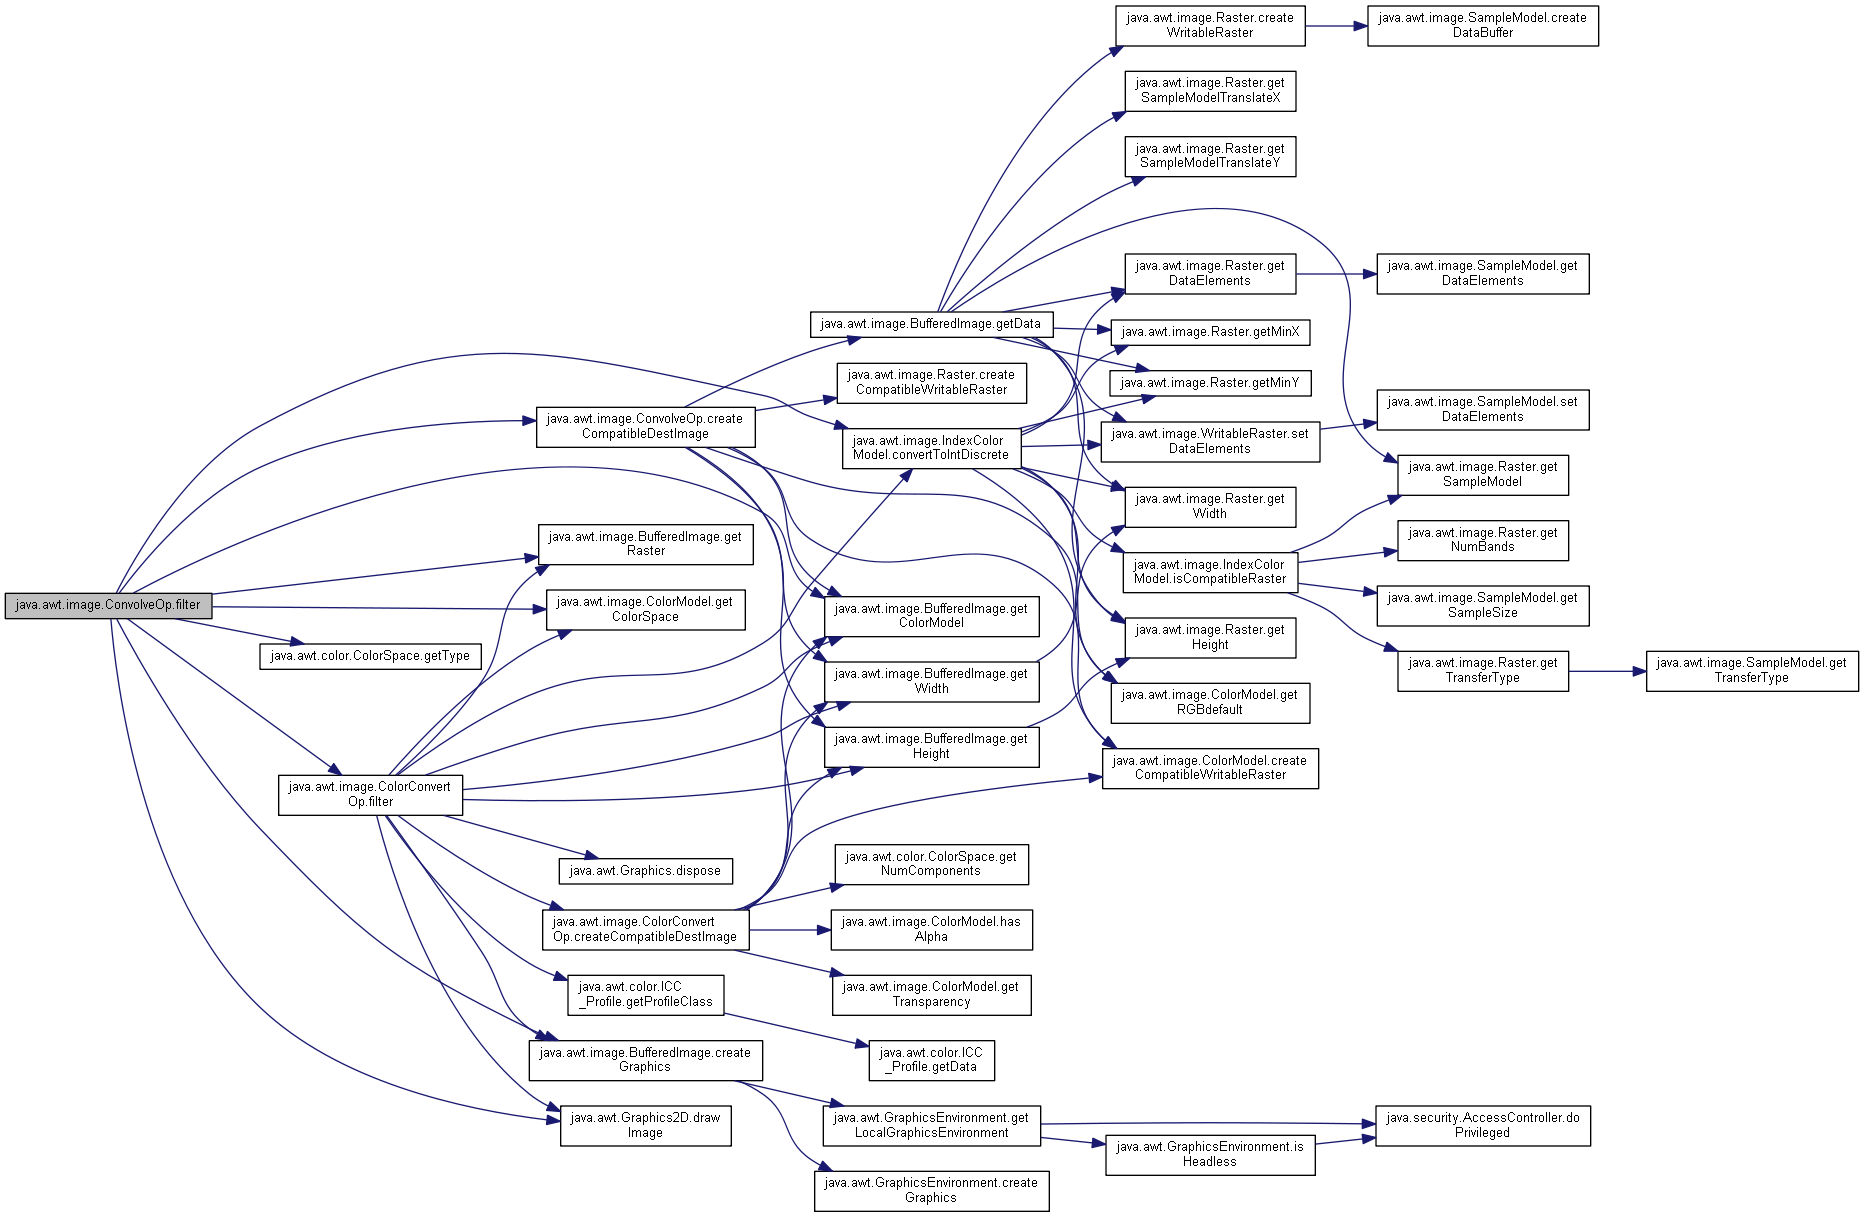 java.awt.image.ConvolveOp.filter
java.awt.image.ConvolveOp.create
CompatibleDestImage
java.awt.image.BufferedImage.get
Raster
java.awt.image.ColorModel.get
ColorSpace
java.awt.color.ColorSpace.getType
java.awt.image.ColorConvert
Op.filter
java.awt.Graphics.dispose
java.awt.image.ColorConvert
Op.createCompatibleDestImage
java.awt.color.ICC
_Profile.getProfileClass
java.awt.image.BufferedImage.create
Graphics
java.awt.Graphics2D.draw
Image
java.awt.image.BufferedImage.getData
java.awt.image.Raster.create
CompatibleWritableRaster
java.awt.image.IndexColor
Model.convertToIntDiscrete
java.awt.image.BufferedImage.get
ColorModel
java.awt.image.BufferedImage.get
Width
java.awt.image.BufferedImage.get
Height
java.awt.color.ColorSpace.get
NumComponents
java.awt.image.ColorModel.has
Alpha
java.awt.image.ColorModel.get
Transparency
java.awt.color.ICC
_Profile.getData
java.awt.GraphicsEnvironment.get
LocalGraphicsEnvironment
java.awt.GraphicsEnvironment.create
Graphics
java.awt.image.Raster.create
WritableRaster
java.awt.image.Raster.get
SampleModelTranslateX
java.awt.image.Raster.get
SampleModelTranslateY
java.awt.image.Raster.get
DataElements
java.awt.image.Raster.getMinX
java.awt.image.Raster.getMinY
java.awt.image.WritableRaster.set
DataElements
java.awt.image.Raster.get
Width
java.awt.image.IndexColor
Model.isCompatibleRaster
java.awt.image.Raster.get
Height
java.awt.image.ColorModel.get
RGBdefault
java.awt.image.ColorModel.create
CompatibleWritableRaster
java.awt.GraphicsEnvironment.is
Headless
java.awt.image.SampleModel.create
DataBuffer
java.awt.image.SampleModel.get
DataElements
java.awt.image.SampleModel.set
DataElements
java.awt.image.Raster.get
SampleModel
java.awt.image.Raster.get
NumBands
java.awt.image.SampleModel.get
SampleSize
java.awt.image.Raster.get
TransferType
java.security.AccessController.do
Privileged
java.awt.image.SampleModel.get
TransferType